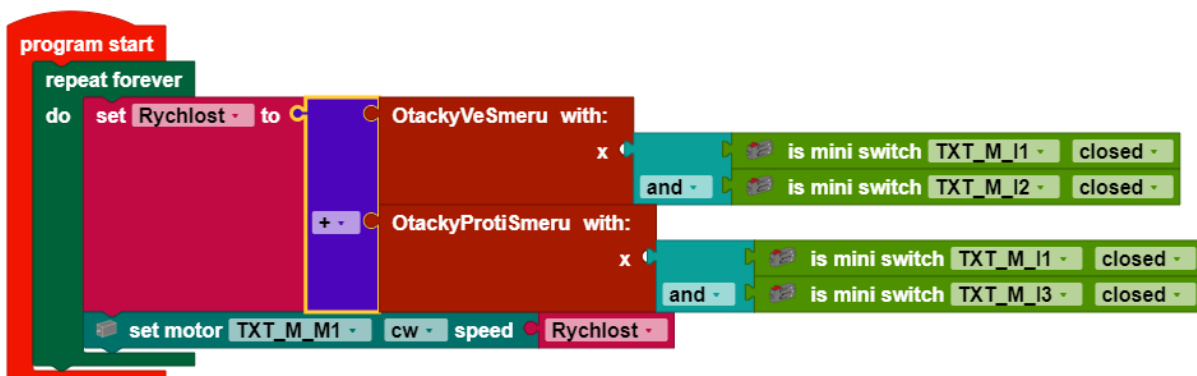 program start
repeat forever
do set Rychlost to OtackyVeSmeru with:
x is mini switch TXT_M_I1 closed
and is mini switch TXT_M_I2 closed
+ OtackyProtiSmeru with:
x is mini switch TXT_M_I1 closed
and is mini switch TXT_M_I3 closed
set motor TXT_M_M1 cw speed Rychlost